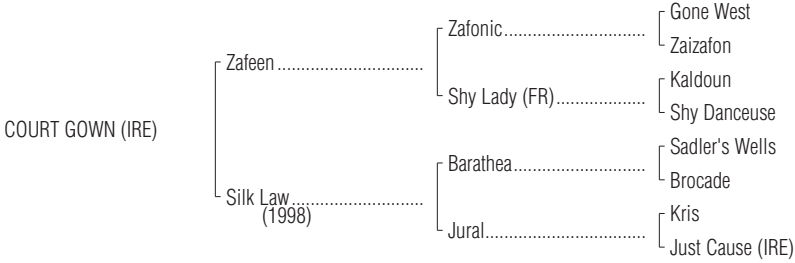 Gone West
Zafonic..............................
Zaizafon
Zafeen...............................
Kaldoun
Shy Lady (FR)...................
Shy Danceuse
COURT GOWN (IRE)
Sadler's Wells
Barathea............................
Brocade
Silk Law............................
(1998)
Kris
Jural..................................
Just Cause (IRE)